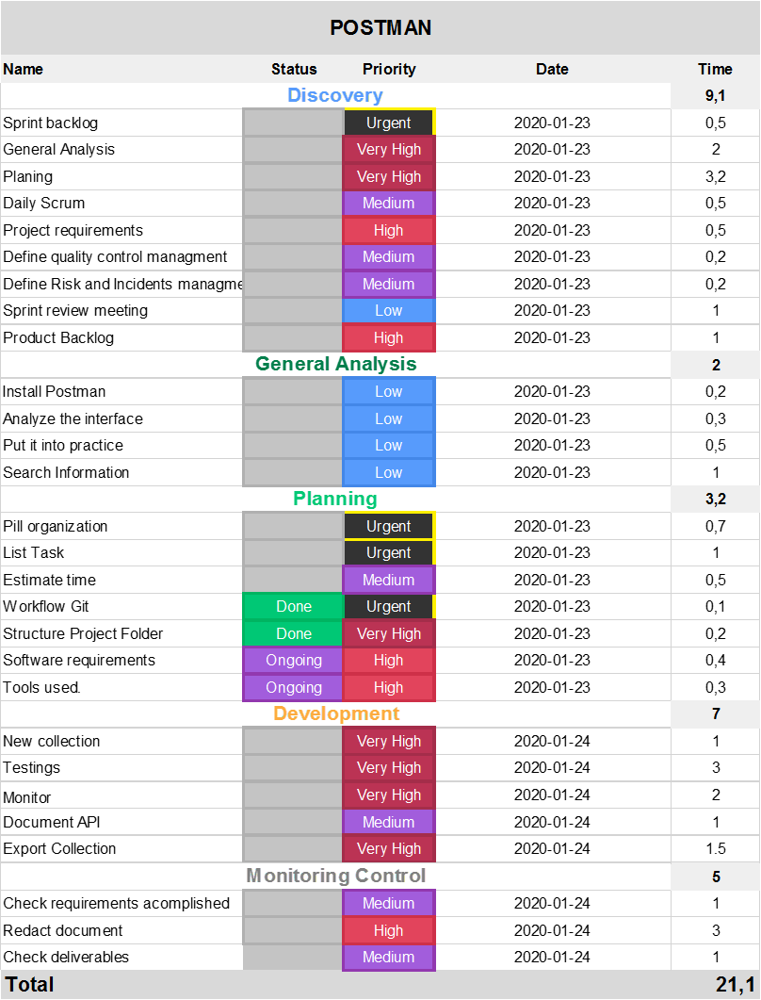 POSTMAN
Name Status Priority Date Time
Discovery 9,1
Sprint backlog Urgent 2020-01-23 0,5
General Analysis Very High 2020-01-23 2
Planing Very High 2020-01-23 3,2
Daily Scrum Medium 2020-01-23 0,5
Project requirements High 2020-01-23 0,5
Define quality control managment Medium 2020-01-23 0,2
Define Risk and Incidents managme Medium 2020-01-23 0,2
Sprint review meeting Low 2020-01-23 1
Product Backlog High 2020-01-23 1
General Analysis 2
Install Postman Low 2020-01-23 0,2
Analyze the interface Low 2020-01-23 0,3
Put it into practice Low 2020-01-23 0,5
Search Information Low 2020-01-23 1
Planning 3,2
Pill organization Urgent 2020-01-23 0,7
List Task Urgent 2020-01-23 1
Estimate time Medium 2020-01-23 0,5
Workflow Git Done Urgent 2020-01-23 0,1
Structure Project Folder Done Very High 2020-01-23 0,2
Software requirements Ongoing High 2020-01-23 0,4
Tools used. Ongoing High 2020-01-23 0,3
Development 7
New collection Very High 2020-01-24 1
Testings Very High 2020-01-24 3
Monitor Very High 2020-01-24 2
Document API Medium 2020-01-24 1
Export Collection Very High 2020-01-24 1.5
Monitoring Control 5
Check requirements acomplished Medium 2020-01-24 1
Redact document High 2020-01-24 3
Check deliverables Medium 2020-01-24 1
Total 21,1